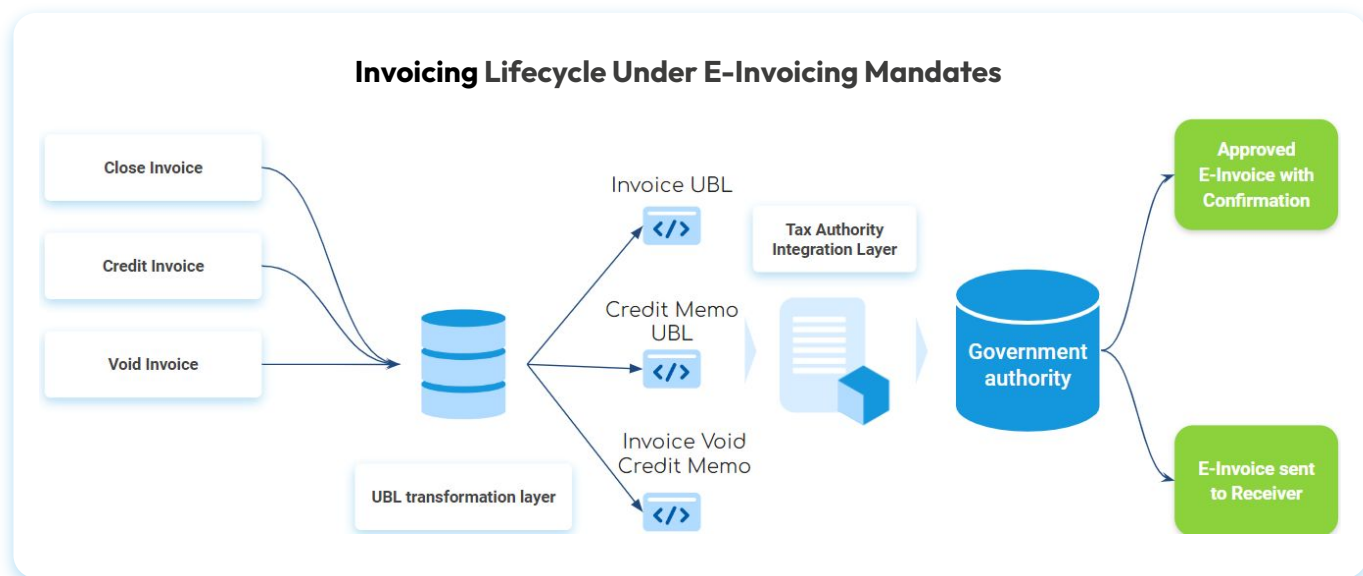 Invoicing Lifecycle Under E-Invoicing Mandates
Close Invoice
Credit Invoice
Void Invoice
UBL transformation layer
Invoice UBL
</>
Credit Memo
UBL
</>
Invoice Void
Credit Memo
</>
Tax Authority
Integration Layer
Government
authority
Approved
E-Invoice with
Confirmation
E-Invoice sent
to Receiver